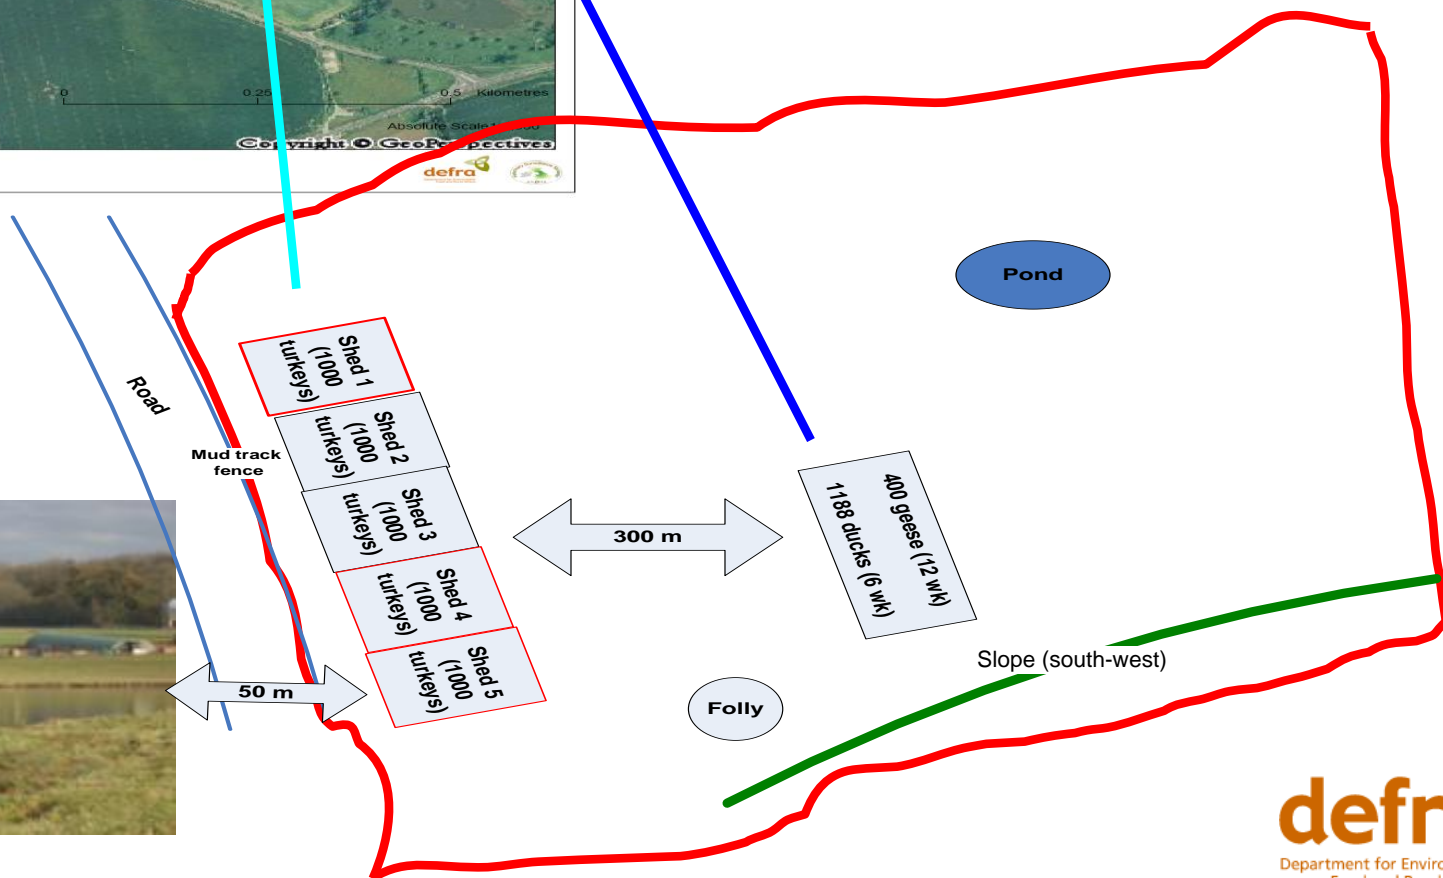 0 0.25 0.5 Kilometres
Absolute Scale
Copyright © GeoPerspectives
defra
Pond
Road
Mud track
fence
Shed 1
(1000
turkeys)
Shed 2
(1000
turkeys)
Shed 3
(1000
turkeys)
Shed 4
(1000
turkeys)
Shed 5
(1000
turkeys)
300 m
400 geese (12 wk)
1188 ducks (6 wk)
50 m
Folly
Slope (south-west)
defr
Department for Enviro